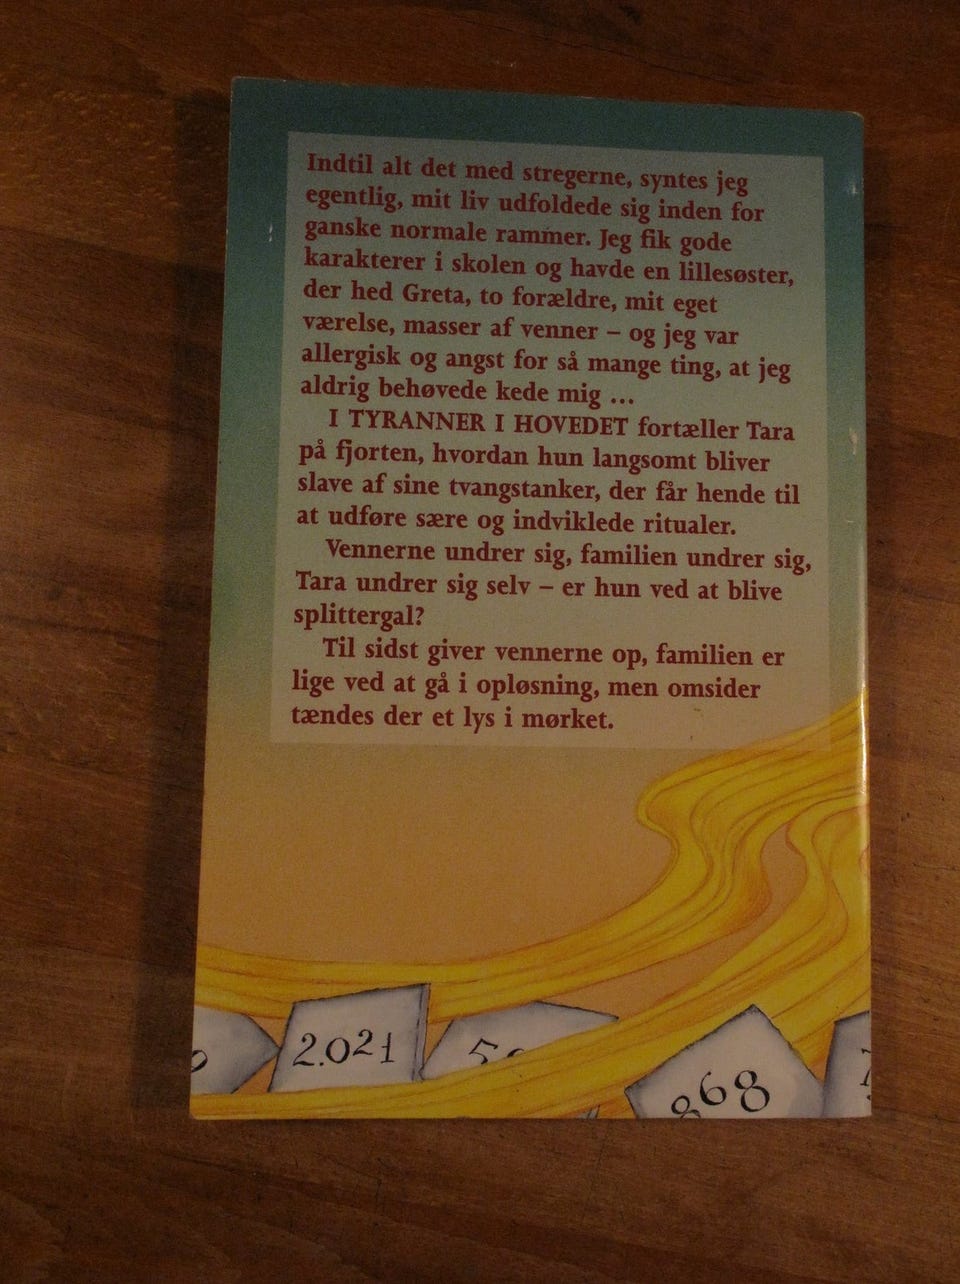 Indtil alt det med stregerne, syntes jeg
egentlig, mit liv udfoldede sig inden for
ganske normale rammer. Jeg fik gode
karakterer i skolen og havde en lillesøster,
der hed Greta, to forældre, mit eget
værelse, masser af venner – og jeg var
allergisk og angst for så mange ting, at jeg
aldrig behøvede kede mig ...
I TYRANNER I HOVEDET fortæller Tara
på fjorten, hvordan hun langsomt bliver
slave af sine tvangstanker, der får hende til
at udføre sære og indviklede ritualer.
Vennerne undrer sig, familien undrer sig,
Tara undrer sig selv – er hun ved at blive
splittergal?
Til sidst giver vennerne op, familien er
lige ved at gå i opløsning, men omsider
tændes der et lys i mørket.
2.021
868